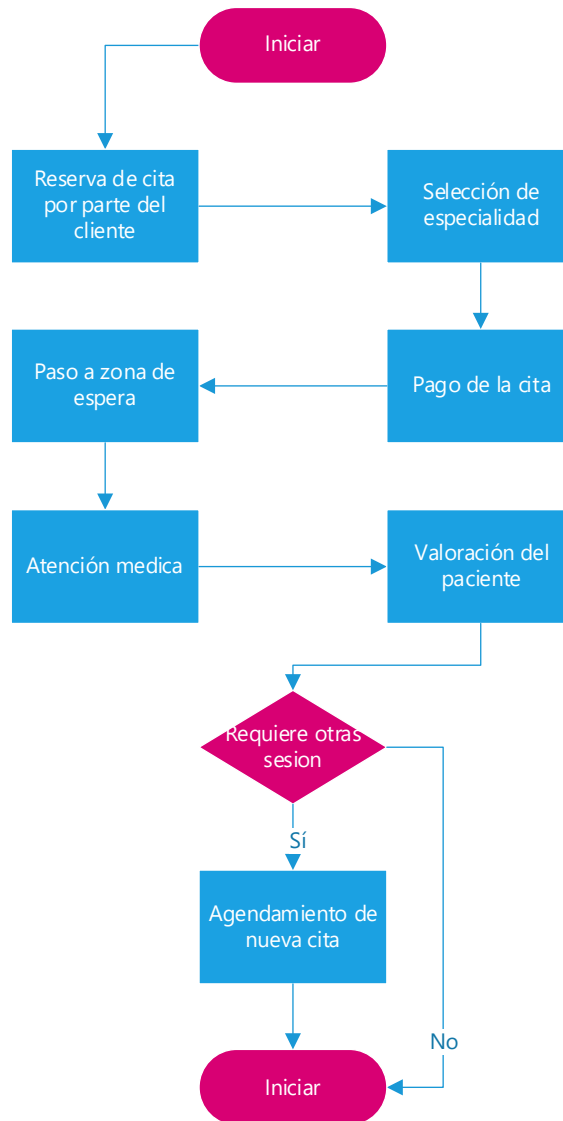 Iniciar
Reserva de cita
por parte del
cliente
Selección de
especialidad
Paso a zona de
espera
Pago de la cita
Atención medica
Valoración del
paciente
Requiere otras
sesion
Sí
Agendamiento de
nueva cita
No
Iniciar